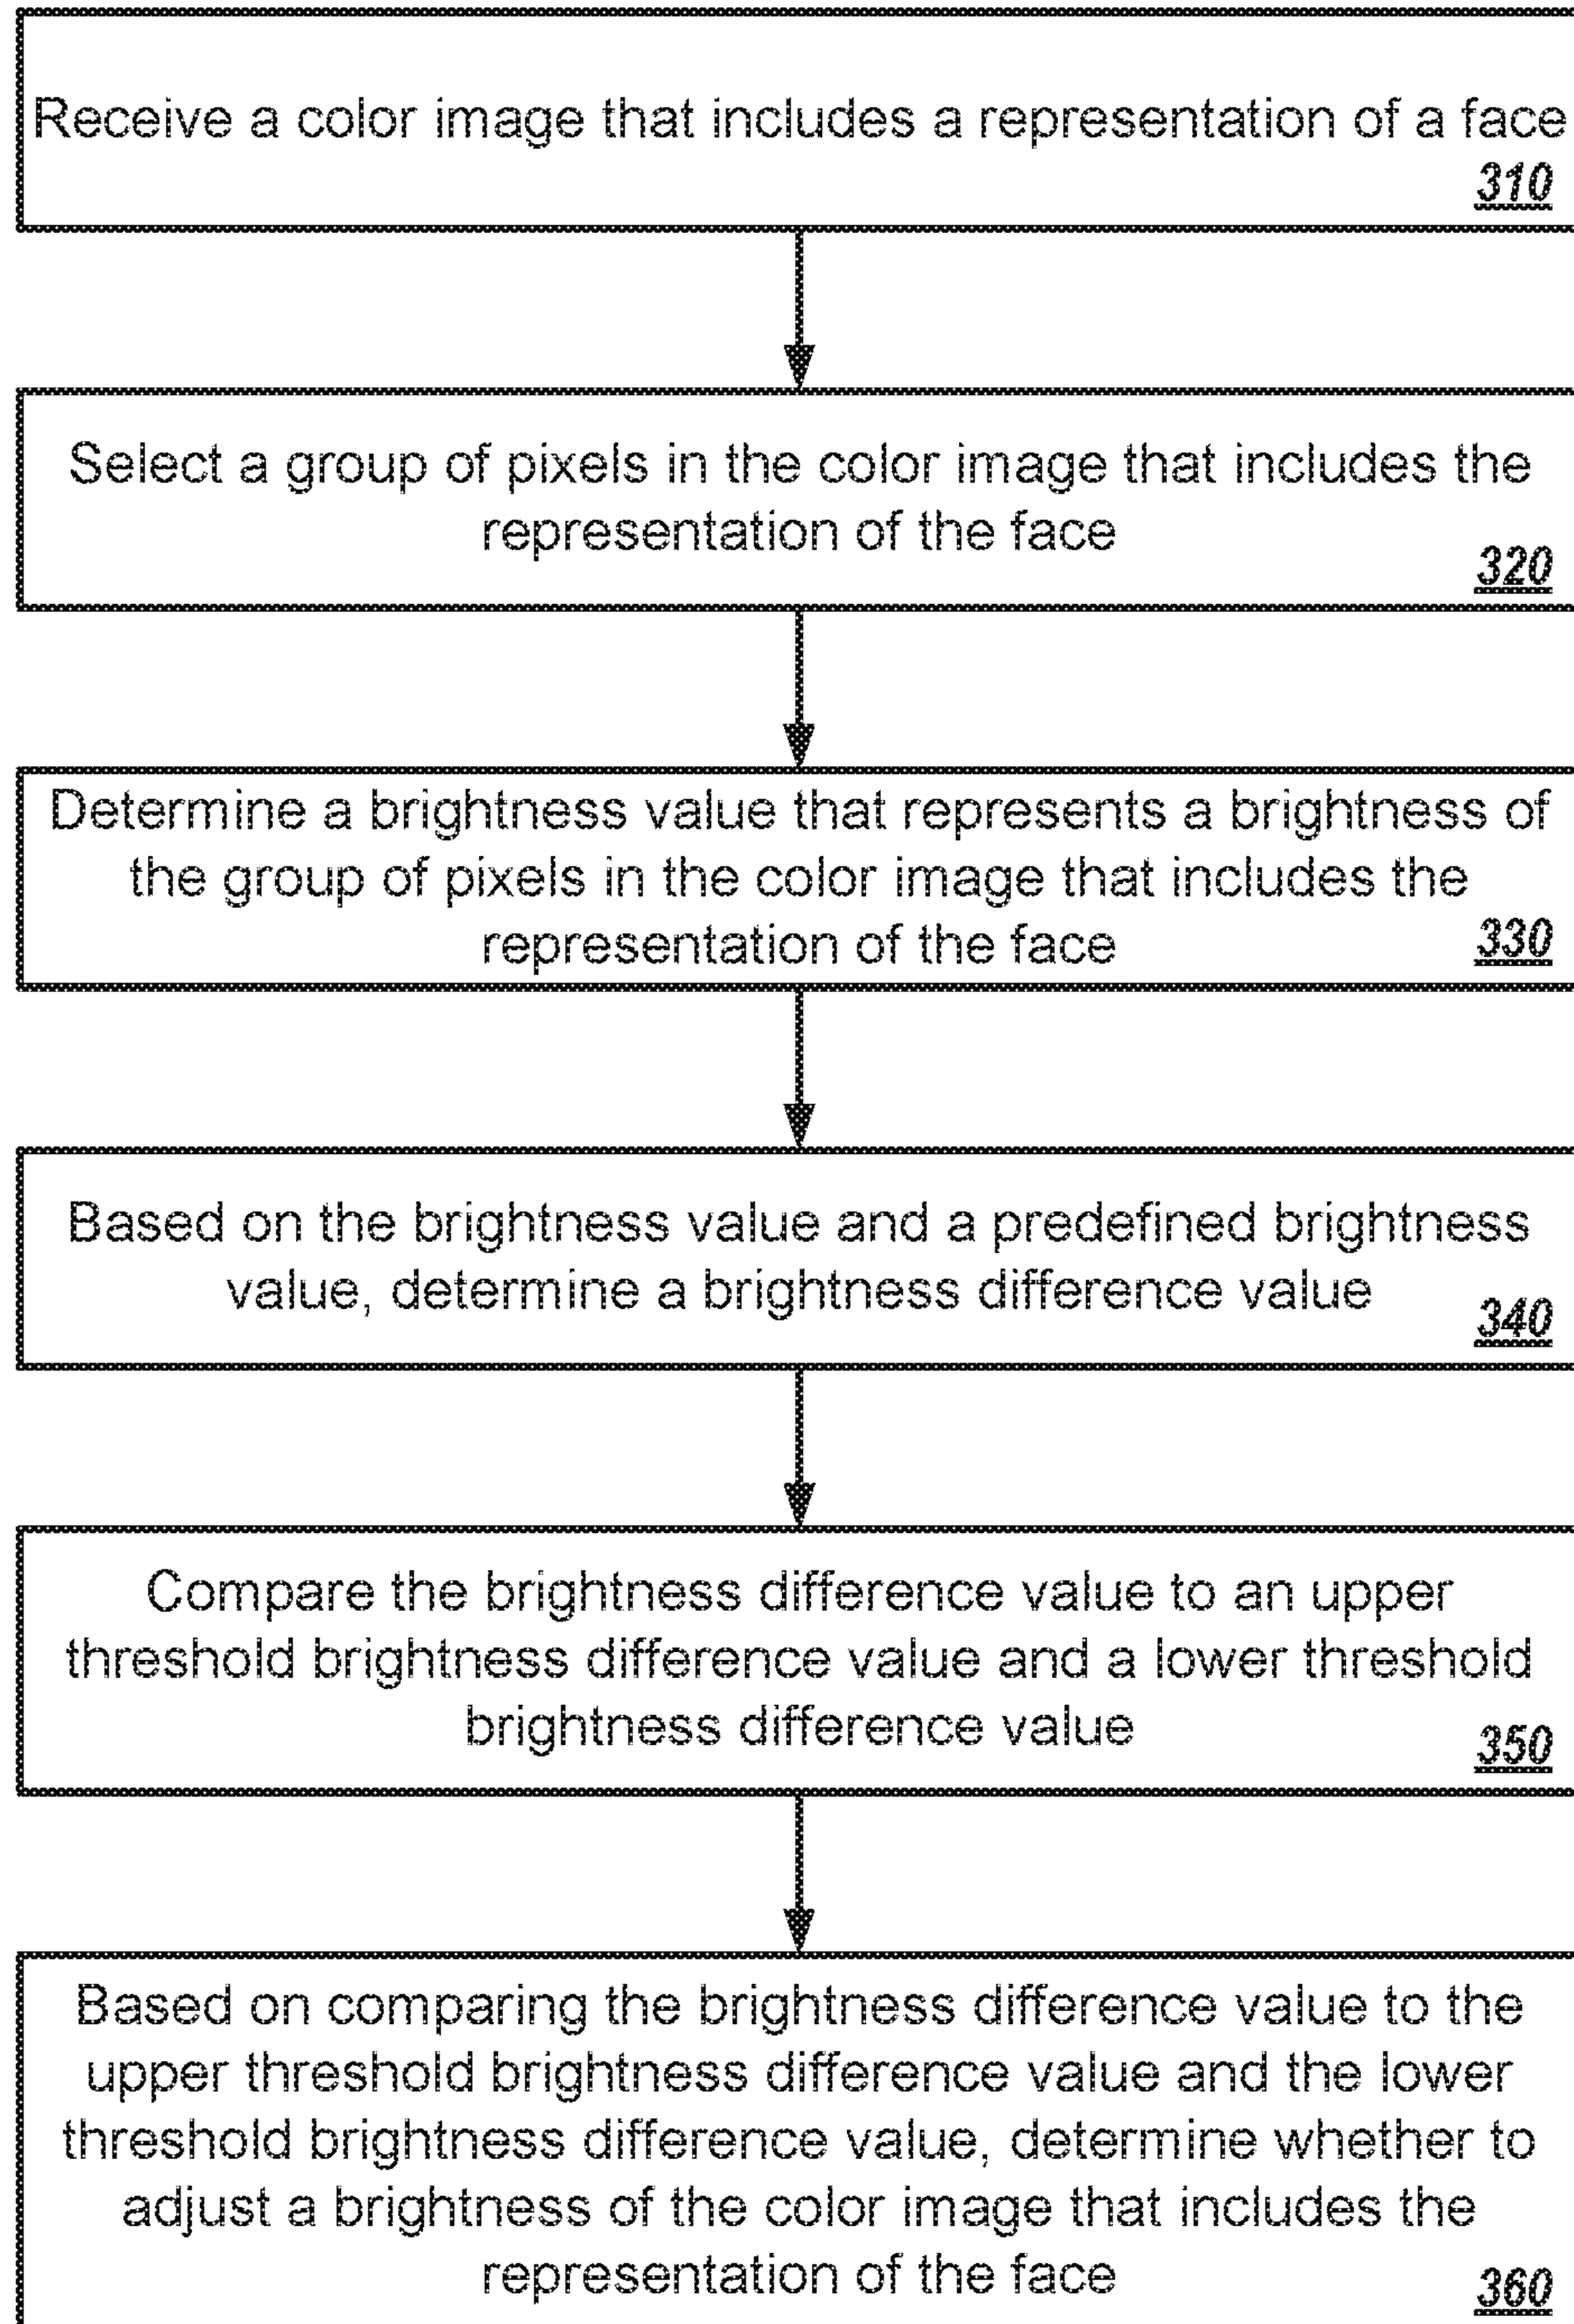 Receive a color image that includes a representation of a face
310
Select a group of pixels in the color image that includes the
representation of the face
320
Determine a brightness value that represents a brightness of
the group of pixels in the color image that includes the
representation of the face
330
Based on the brightness value and a predefined brightness
value, determine a brightness difference value
340
Compare the brightness difference value to an upper
threshold brightness difference value and a lower threshold
brightness difference value
350
Based on comparing the brightness difference value to the
upper threshold brightness difference value and the lower
threshold brightness difference value, determine whether to
adjust a brightness of the color image that includes the
representation of the face
360